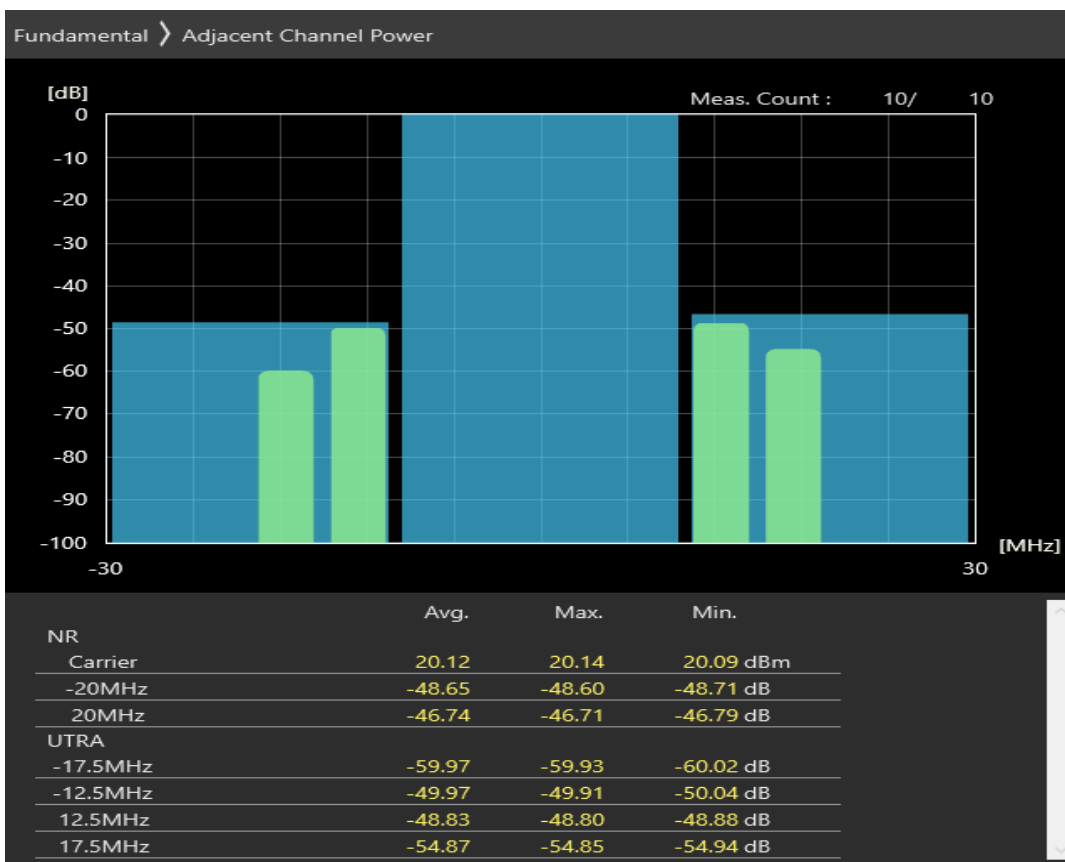 Fundamental ❯ Adjacent Channel Power
[dB]
Meas. Count : 10/ 10
0
-10
-20
-30
-40
-50
-60
-70
-80
-90
-100
[MHz]
-30 30
Avg. Max. Min.
NR
Carrier 20.12 20.14 20.09 dBm
-20MHz -48.65 -48.60 -48.71 dB
20MHz -46.74 -46.71 -46.79 dB
UTRA
-17.5MHz -59.97 -59.93 -60.02 dB
-12.5MHz -49.97 -49.91 -50.04 dB
12.5MHz -48.83 -48.80 -48.88 dB
17.5MHz -54.87 -54.85 -54.94 dB